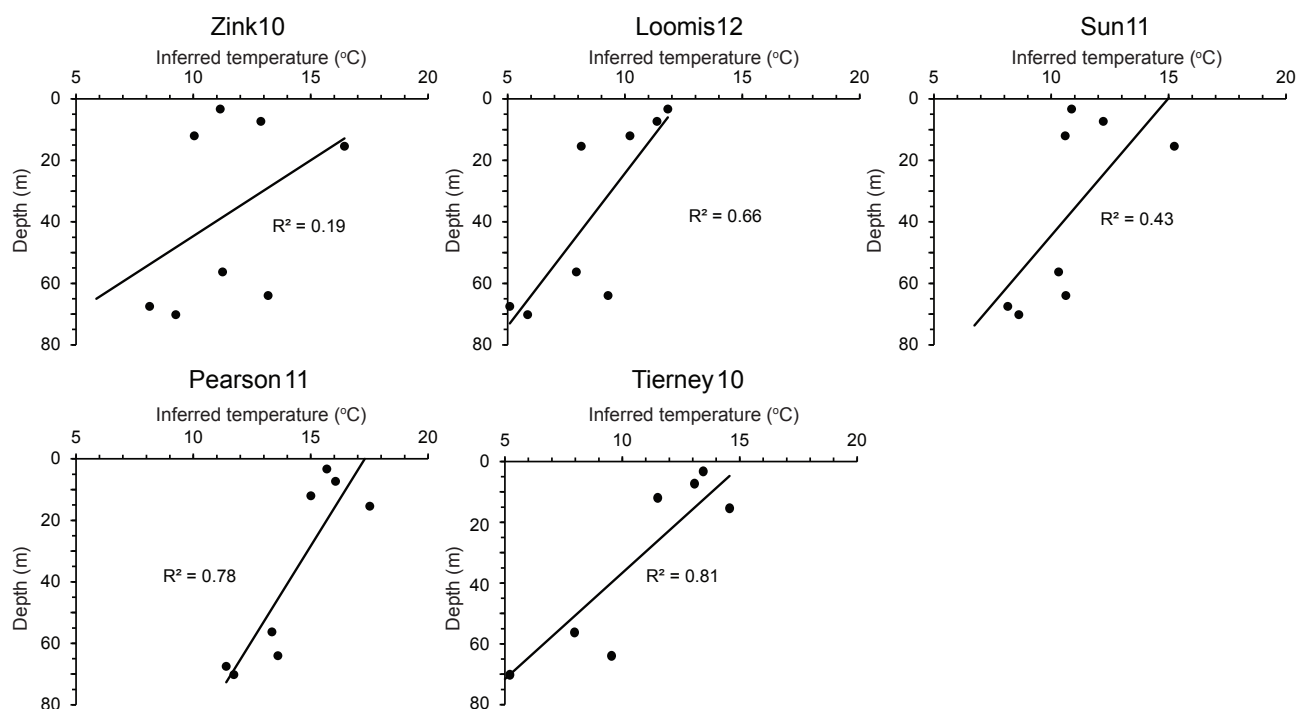 Zink10
Inferred temperature (°C)
5 10 15 20
0
20
40
60
80
Depth (m)
R² = 0.19
Loomis12
Inferred temperature (°C)
5 10 15 20
0
20
40
60
80
Depth (m)
R² = 0.66
Sun11
Inferred temperature (°C)
5 10 15 20
0
20
40
60
80
Depth (m)
R² = 0.43
Pearson11
Inferred temperature (°C)
5 10 15 20
0
20
40
60
80
Depth (m)
R² = 0.78
Tierney10
Inferred temperature (°C)
5 10 15 20
0
20
40
60
80
Depth (m)
R² = 0.81